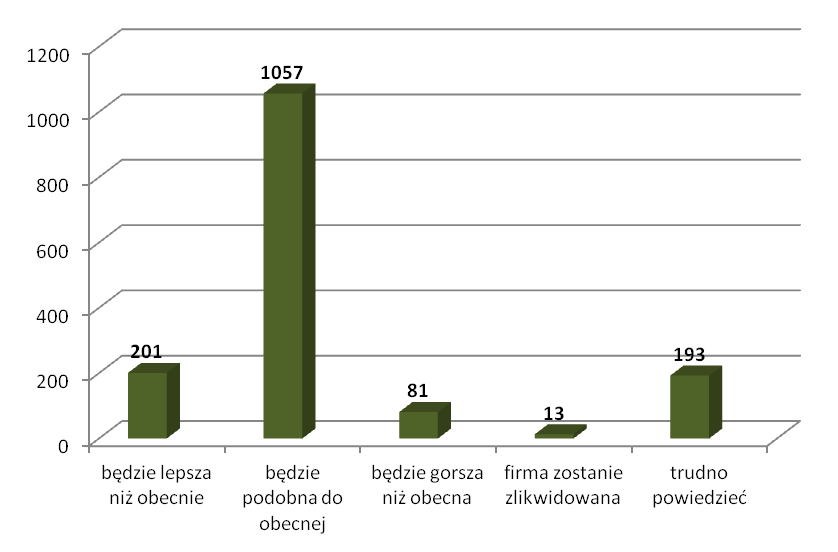 1200
1000
800
600
400
200
0
201
1057
81
13
193
będzie lepsza
niż obecnie
będzie
podobna do
obecnej
będzie gorsza
niż obecna
firma zostanie
zlikwidowana
trudno
powiedzieć